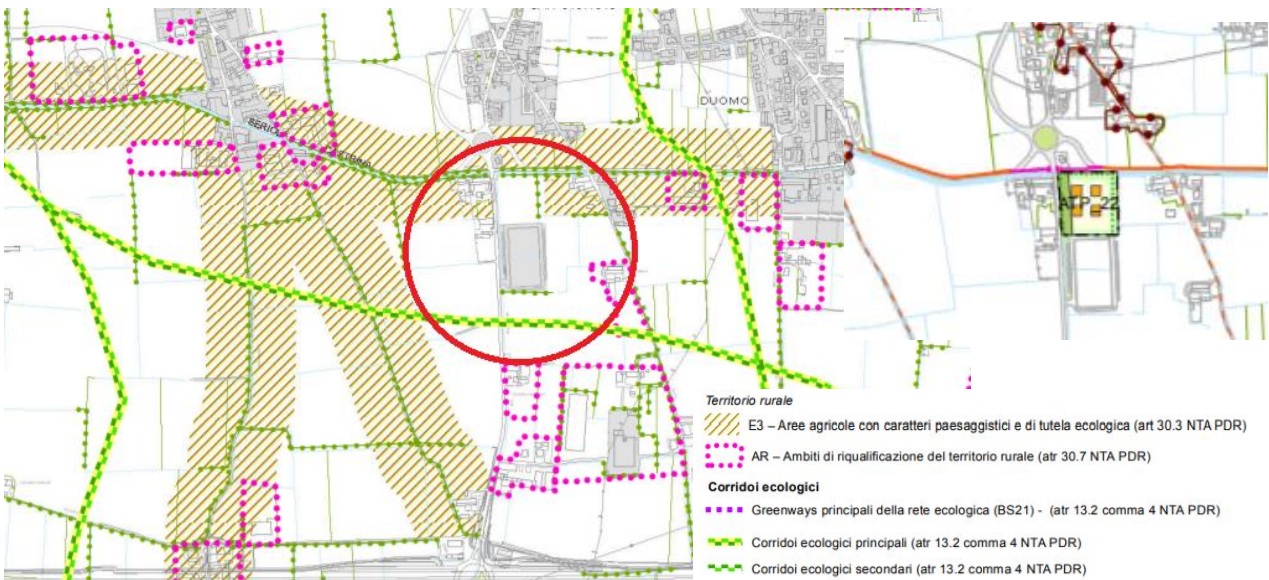 DUOMO
SERIOLA
ATP_22
Territorio rurale
E3 – Aree agricole con caratteri paesaggistici e di tutela ecologica (art 30.3 NTA PDR)
AR – Ambiti di riqualificazione del territorio rurale (atr 30.7 NTA PDR)
Corridoi ecologici
Greenways principali della rete ecologica (BS21) - (atr 13.2 comma 4 NTA PDR)
Corridoi ecologici principali (atr 13.2 comma 4 NTA PDR)
Corridoi ecologici secondari (atr 13.2 comma 4 NTA PDR)